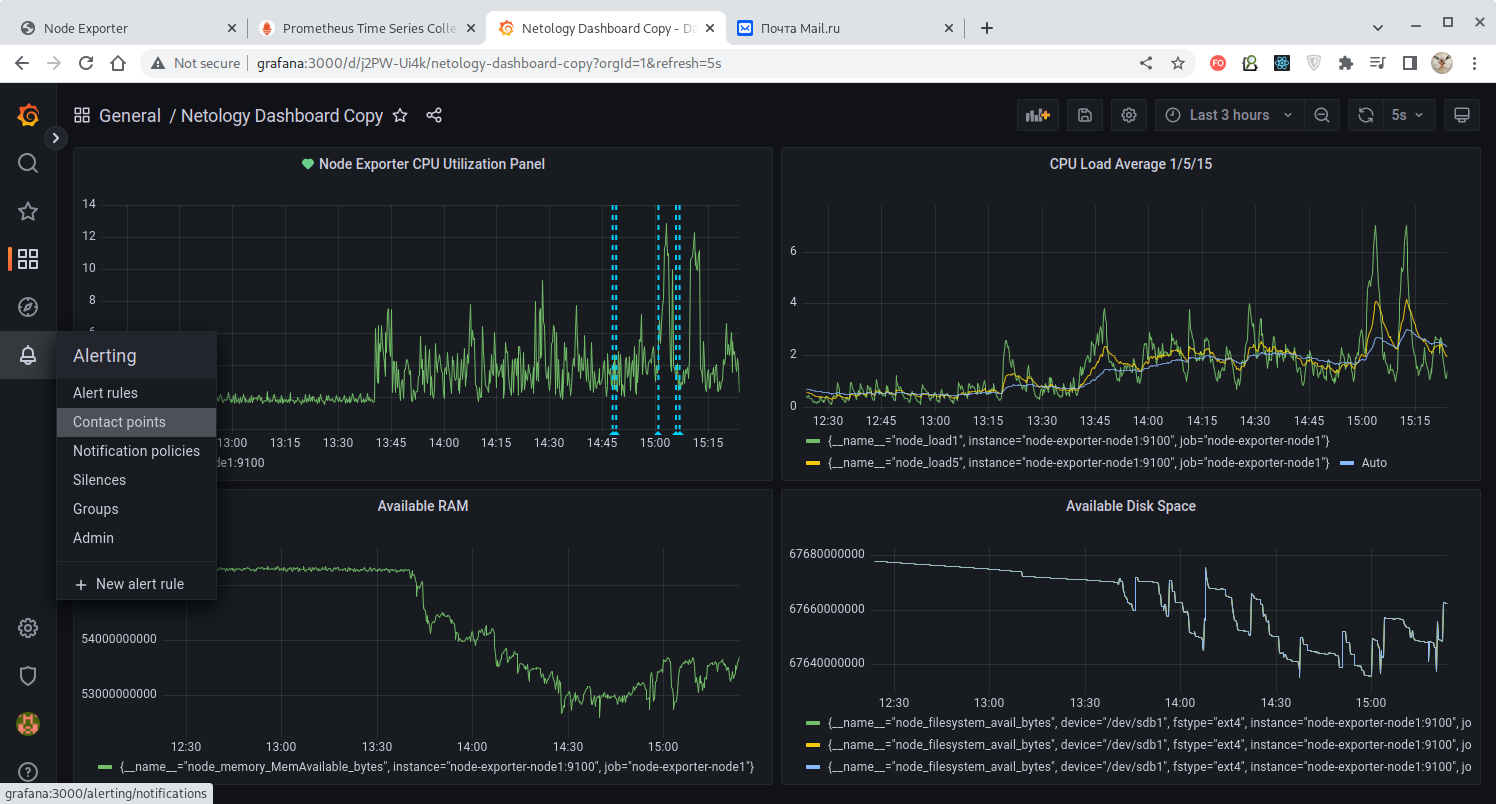 Node Exporter
Prometheus Time Series Colle
Netology Dashboard Copy - Da
Почта Mail.ru
Not secure
grafana:3000/d/j2PW-Ui4k/netology-dashboard-copy?orgId=1&refresh=5s
FO
General / Netology Dashboard Copy
Last 3 hours
5s
Node Exporter CPU Utilization Panel
14
12
10
8
6
13:00 13:15 13:30 13:45 14:00 14:15 14:30 14:45 15:00 15:15
de1:9100
CPU Load Average 1/5/15
6
4
2
0
12:30 12:45 13:00 13:15 13:30 13:45 14:00 14:15 14:30 14:45 15:00 15:15
{__name__="node_load1", instance="node-exporter-node1:9100", job="node-exporter-node1"}
{__name__="node_load5", instance="node-exporter-node1:9100", job="node-exporter-node1"} Auto
Alerting
Alert rules
Contact points
Notification policies
Silences
Groups
Admin
+ New alert rule
Available RAM
54000000000
53000000000
12:30 13:00 13:30 14:00 14:30 15:00
{__name__="node_memory_MemAvailable_bytes", instance="node-exporter-node1:9100", job="node-exporter-node1"}
Available Disk Space
67680000000
67660000000
67640000000
12:30 13:00 13:30 14:00 14:30 15:00
{__name__="node_filesystem_avail_bytes", device="/dev/sdb1", fstype="ext4", instance="node-exporter-node1:9100", jo
{__name__="node_filesystem_avail_bytes", device="/dev/sdb1", fstype="ext4", instance="node-exporter-node1:9100", jo
{__name__="node_filesystem_avail_bytes", device="/dev/sdb1", fstype="ext4", instance="node-exporter-node1:9100", jo
grafana:3000/alerting/notifications